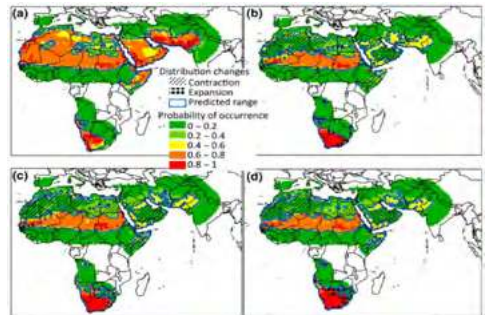 (a)
(b)
Distribution changes
Contraction
Expansion
Predicted range
Probability of occurrence
0 – 0.2
0.2 – 0.4
0.4 – 0.6
0.6 – 0.8
0.8 – 1
(c)
(d)